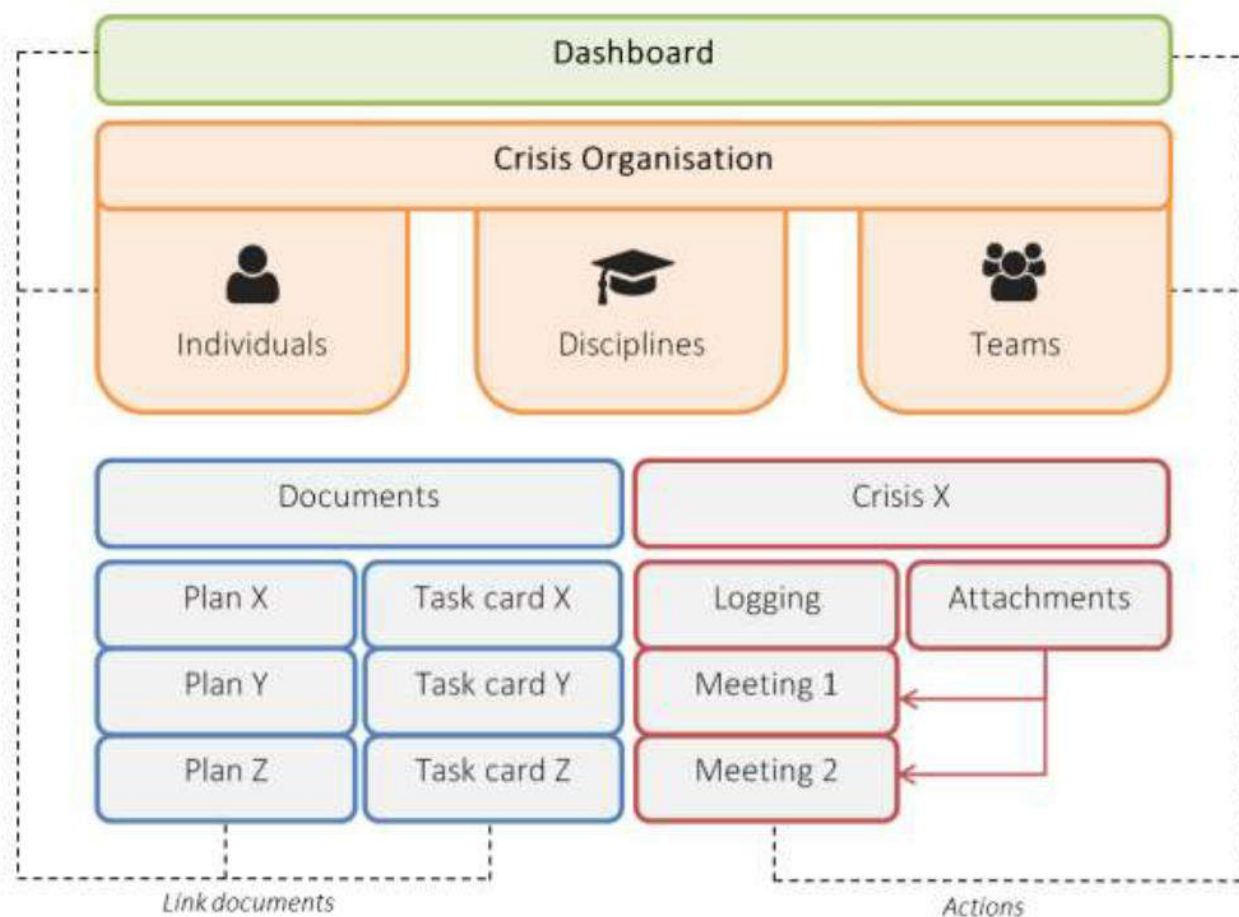 Dashboard
Crisis Organisation
Individuals
Disciplines
Teams
Documents
Crisis X
Plan X
Task card X
Logging
Attachments
Plan Y
Task card Y
Meeting 1
Plan Z
Task card Z
Meeting 2
Link documents
Actions